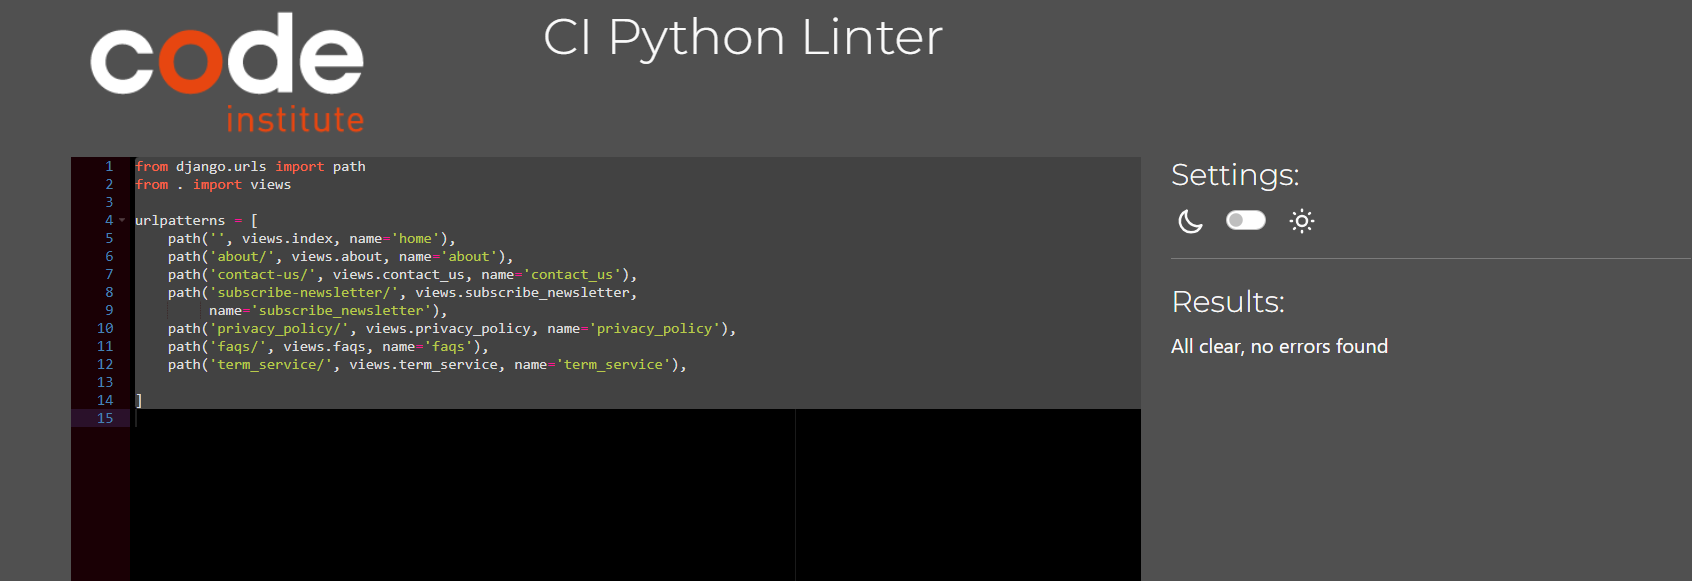 code
institute
CI Python Linter
1 from django.urls import path
2 from . import views
3
4 urlpatterns = [
5     path('', views.index, name='home'),
6     path('about/', views.about, name='about'),
7     path('contact-us/', views.contact_us, name='contact_us'),
8     path('subscribe-newsletter/', views.subscribe_newsletter,
9          name='subscribe_newsletter'),
10     path('privacy_policy/', views.privacy_policy, name='privacy_policy'),
11     path('faqs/', views.faqs, name='faqs'),
12     path('term_service/', views.term_service, name='term_service'),
13
14 ]
15
Settings:
Results:
All clear, no errors found